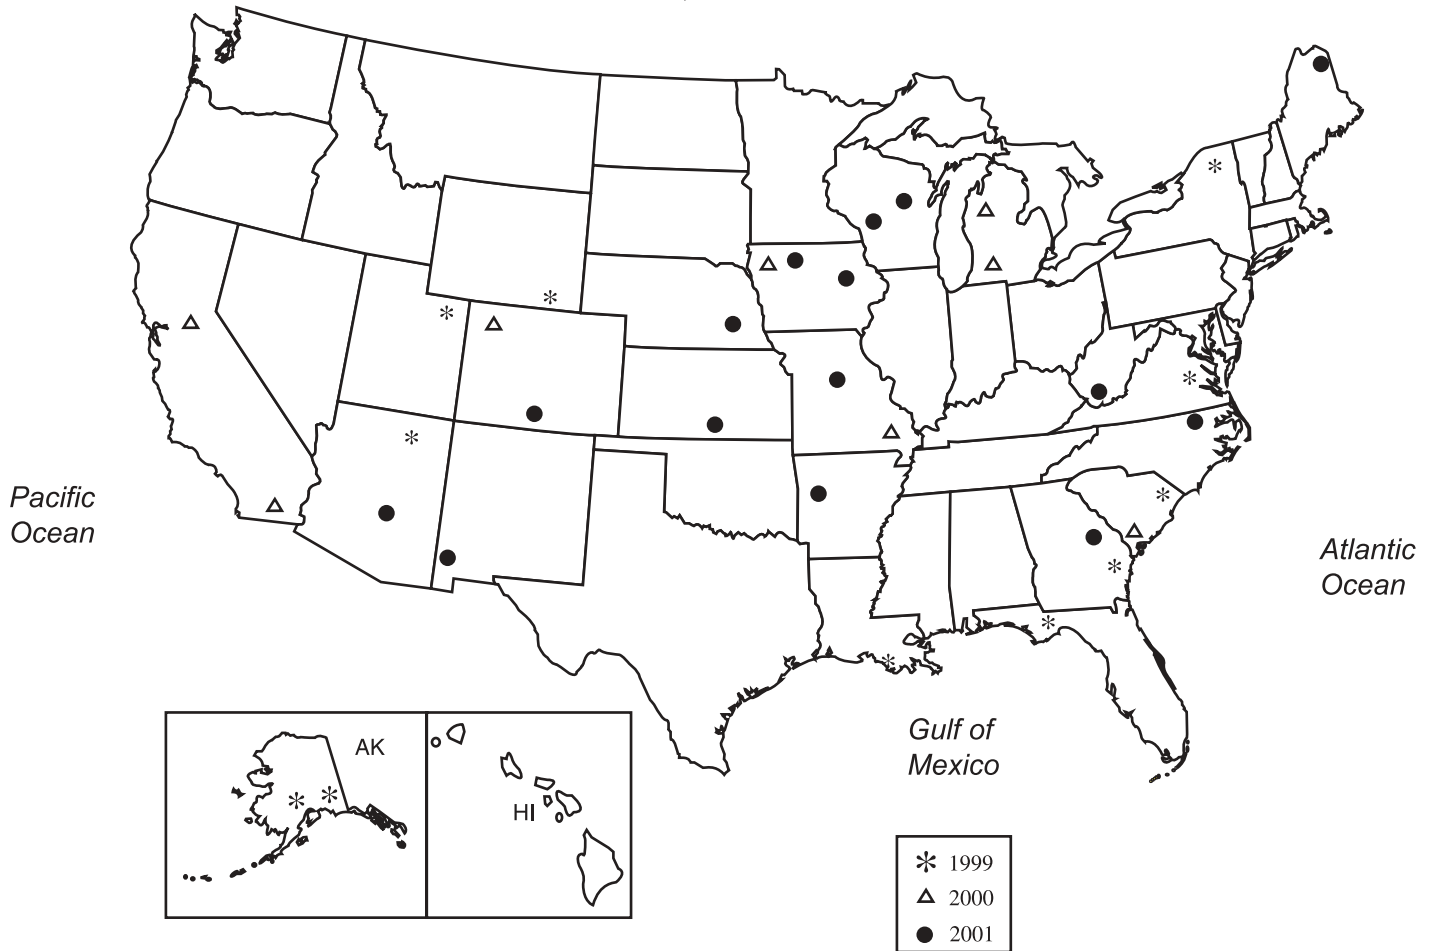 Pacific
Ocean
Atlantic
Ocean
Gulf of
Mexico
AK
HI
1999
2000
2001